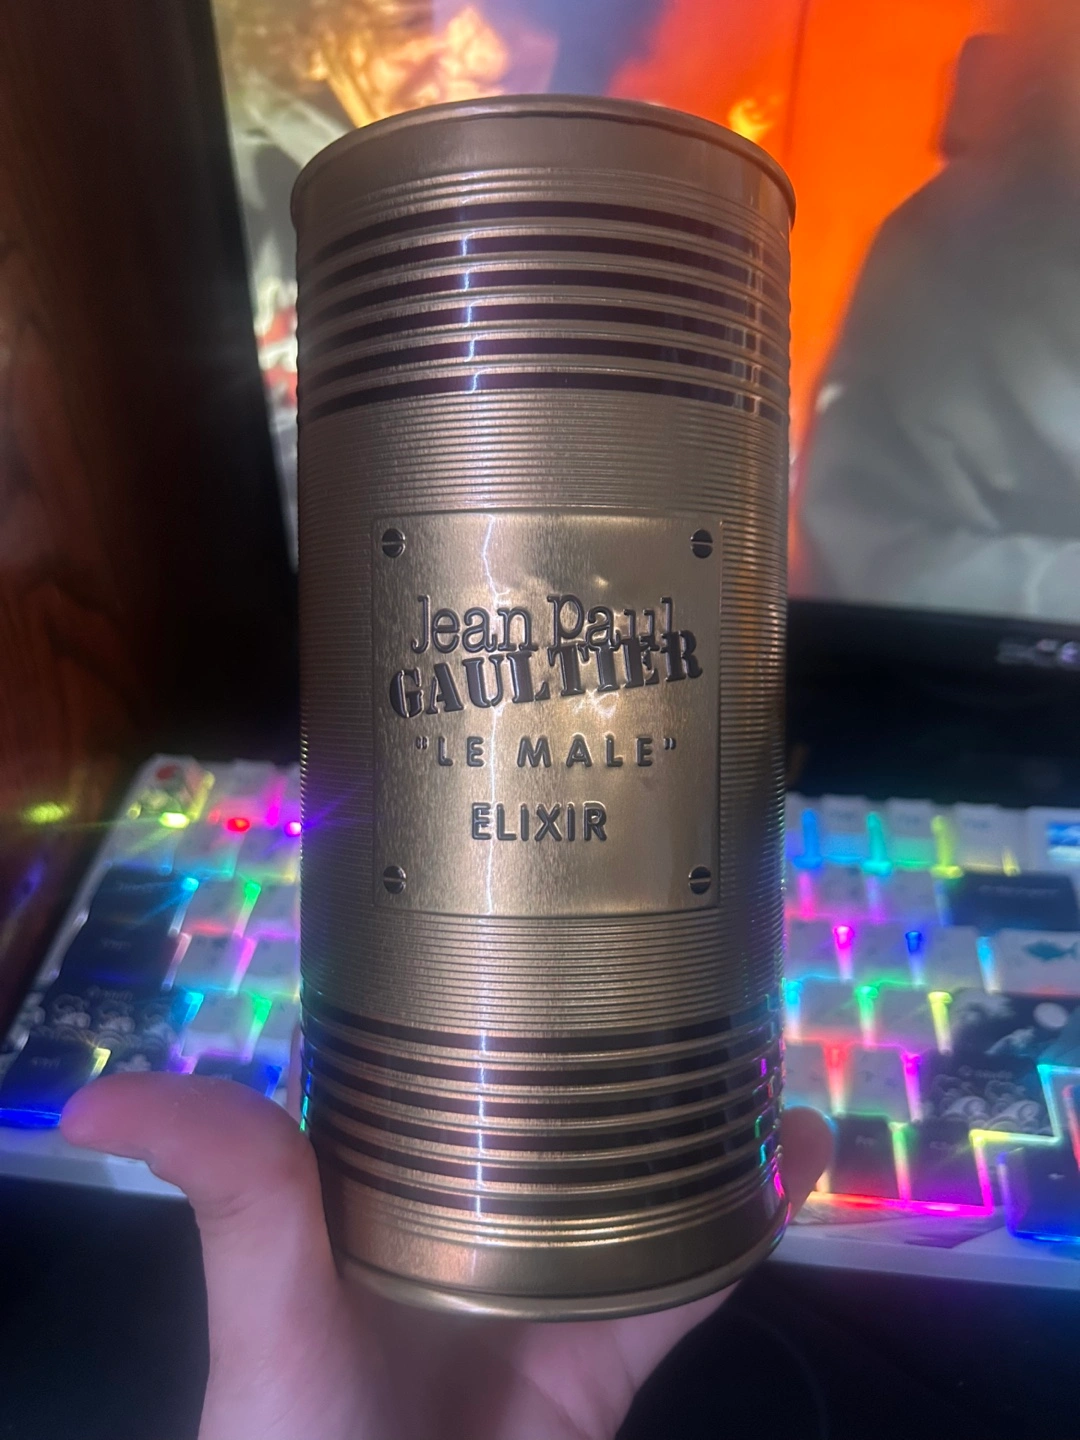 Jean Paul
GAULTIER
"LE MALE"
ELIXIR